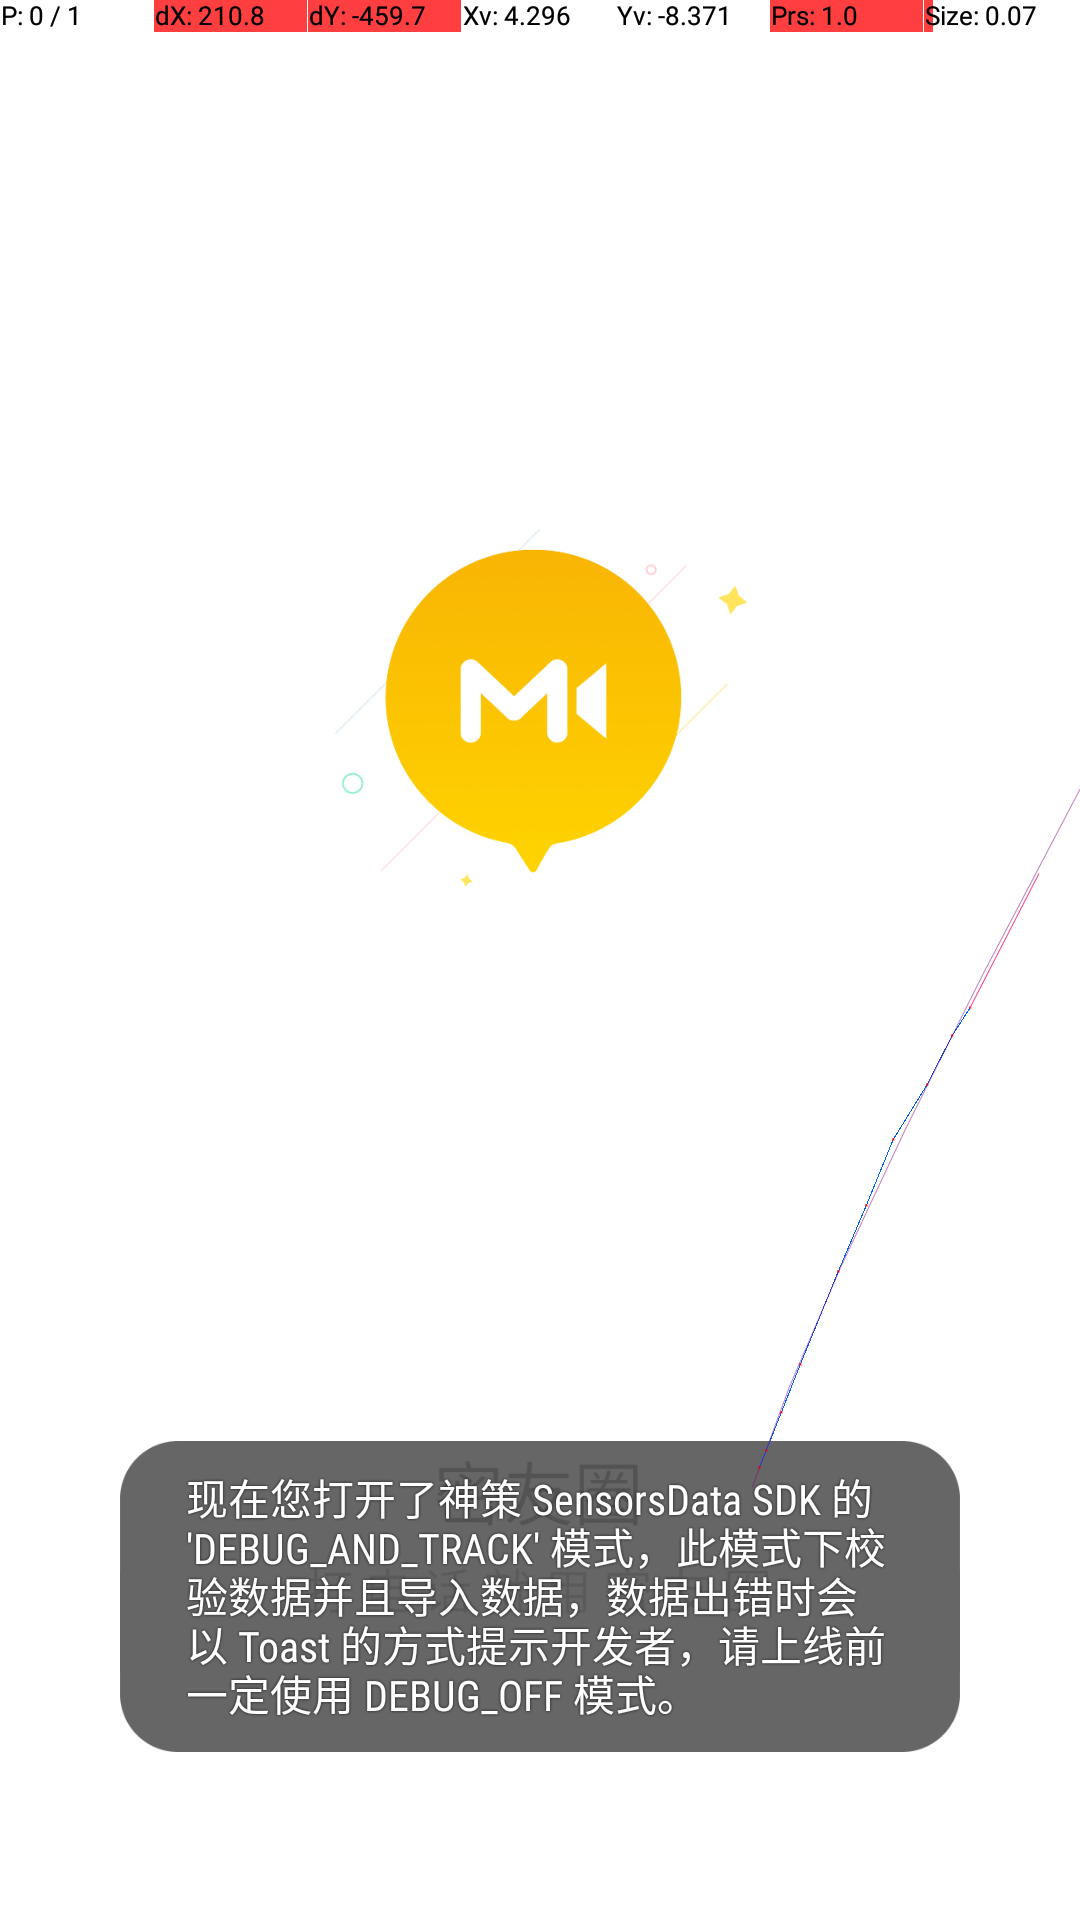 P: 0 / 1 dX: 210.8 dY: -459.7 Xv: 4.296 Yv: -8.371 Prs: 1.0 Size: 0.07
密友圈
现在您打开了神策 SensorsData SDK 的
'DEBUG_AND_TRACK' 模式，此模式下校
验数据并且导入数据，数据出错时会
以 Toast 的方式提示开发者，请上线前
一定使用 DEBUG_OFF 模式。